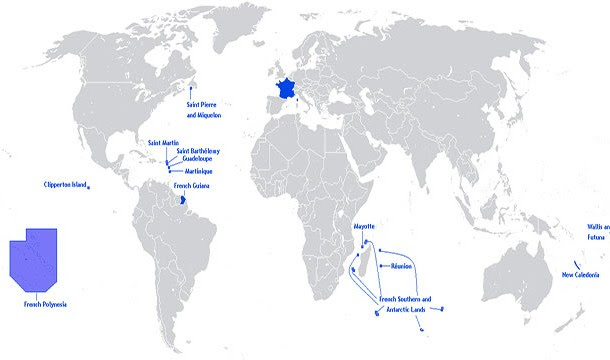 Saint Pierre
and Miquelon
Saint Martin
Saint Barthélemy
Guadeloupe
Martinique
Clipperton Island
French Guiana
Mayotte
Wallis an
Futuna
Réunion
New Caledonia
French Southern and
Antarctic Lands
French Polynesia